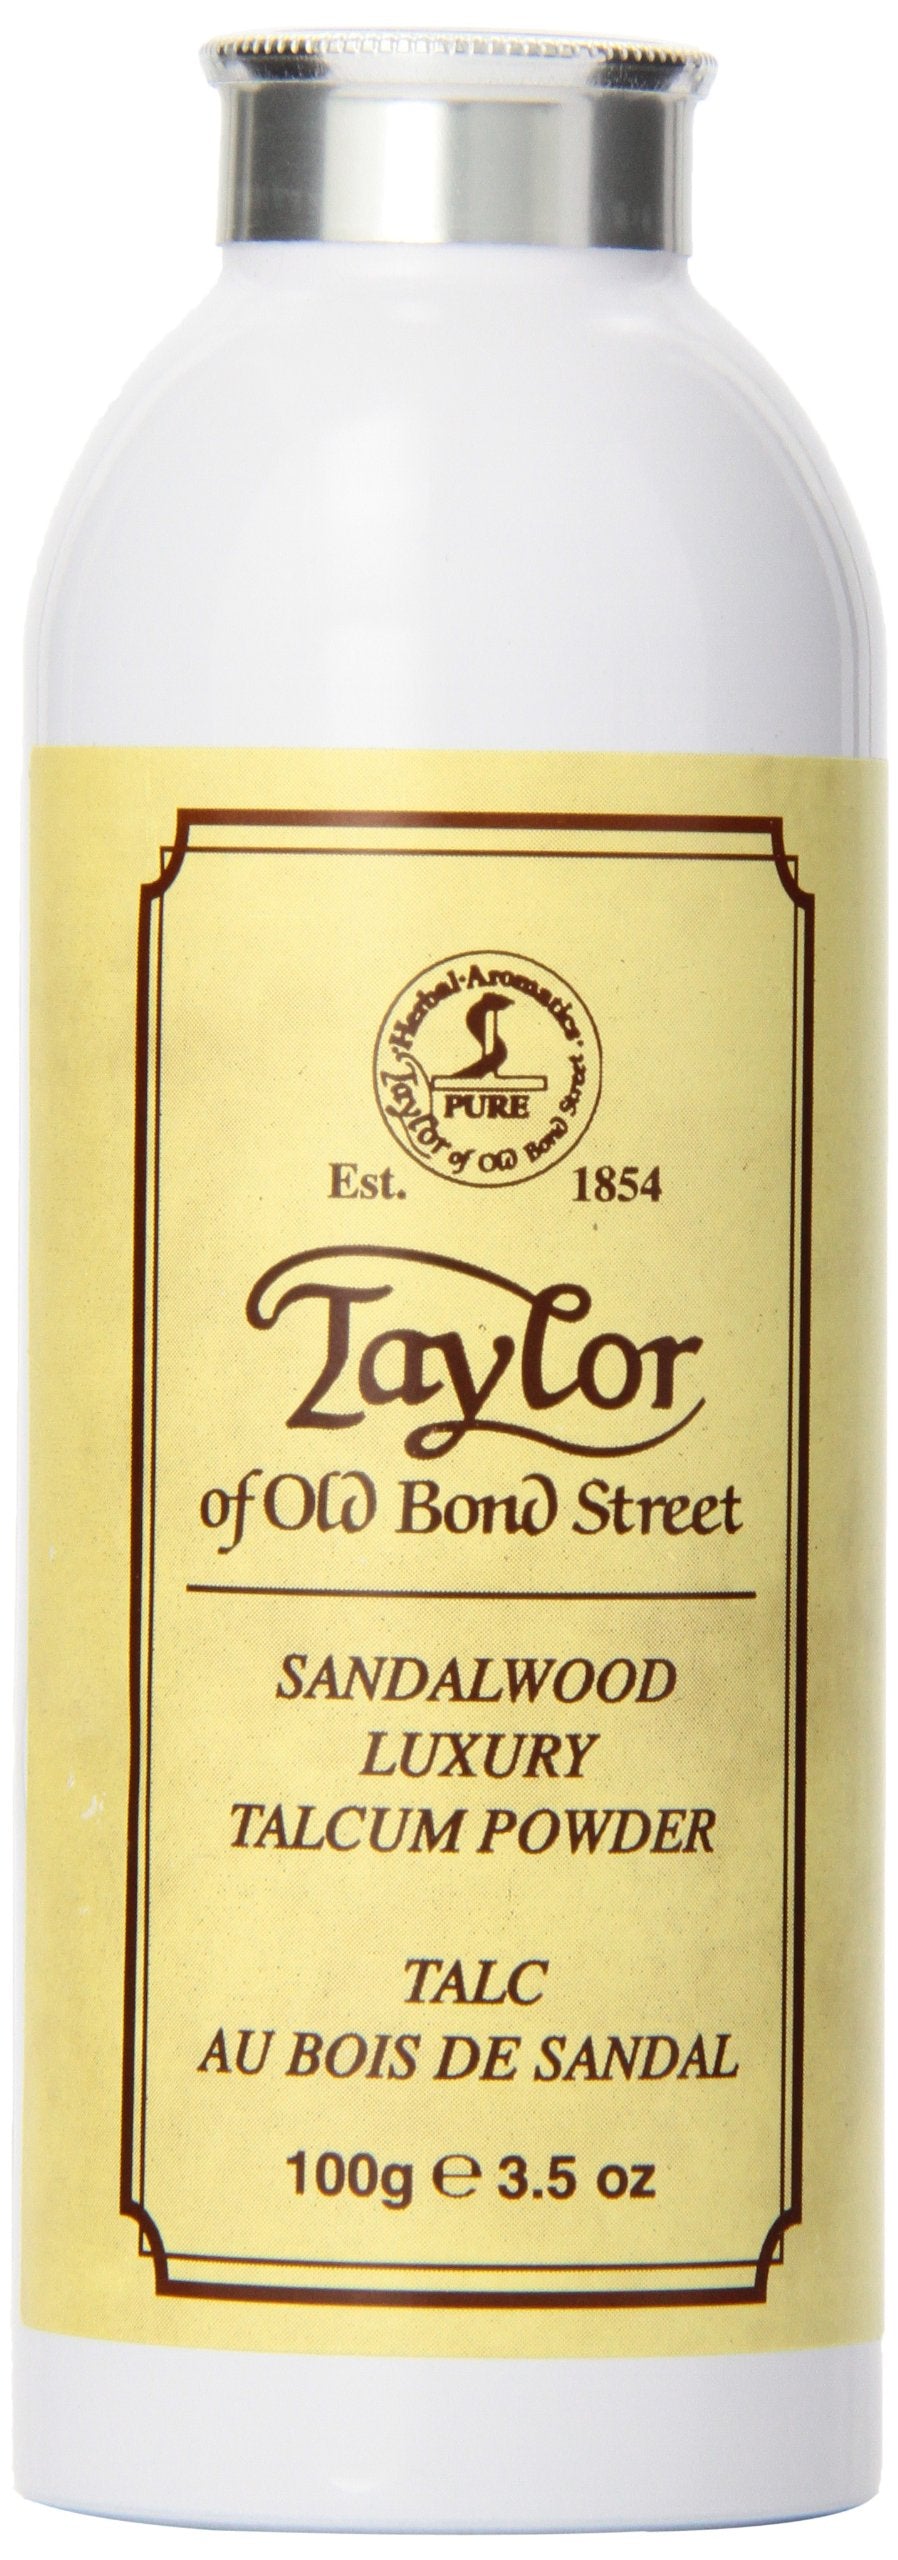 Herbal·Aromatics
PURE
Taylor of Old Bond Street
Est. 1854
Taylor
of Old Bond Street
SANDALWOOD
LUXURY
TALCUM POWDER
TALC
AU BOIS DE SANDAL
100g ℮ 3.5 oz